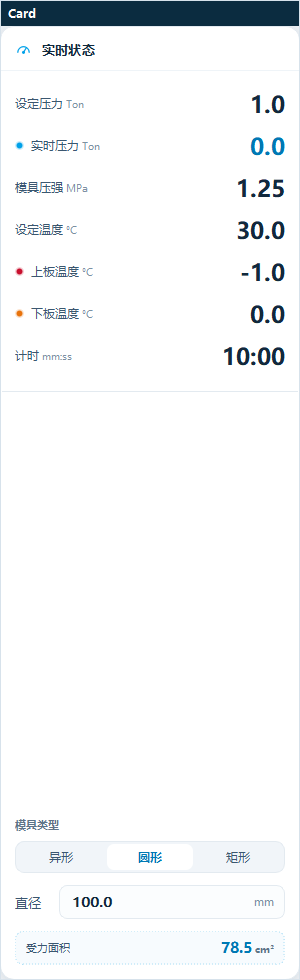 Card
实时状态
设定压力 Ton 1.0
实时压力 Ton 0.0
模具压强 MPa 1.25
设定温度 °C 30.0
上板温度 °C -1.0
下板温度 °C 0.0
计时 mm:ss 10:00
模具类型
异形 圆形 矩形
直径 100.0 mm
受力面积 78.5 cm²